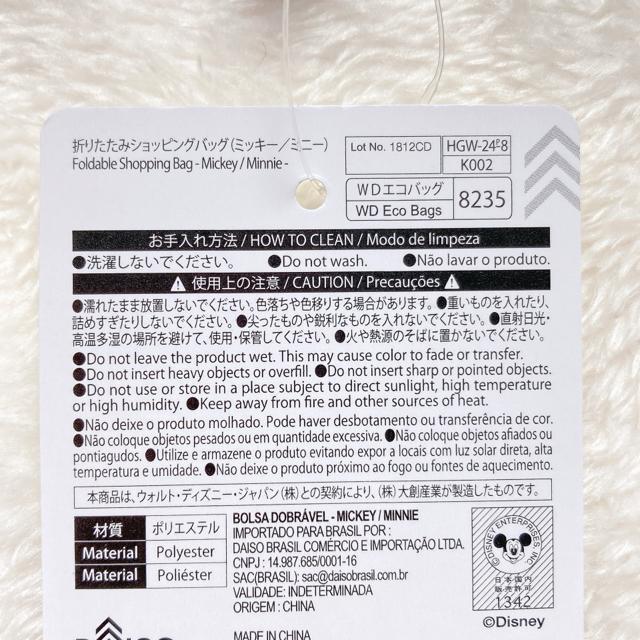 折りたたみショッピングバッグ(ミッキー/ミニー)
Foldable Shopping Bag - Mickey / Minnie -
Lot No. 1812CD
HGW-24-P8
K002
WDエコバッグ
WD Eco Bags
8235
お手入れ方法 / HOW TO CLEAN / Modo de limpeza
●洗濯しないでください。 ●Do not wash. ●Não lavar o produto.
⚠ 使用上の注意 / CAUTION / Precauções ⚠
●濡れたまま放置しないでください。色落ちや色移りする場合があります。●重いものを入れたり、
詰めすぎたりしないでください。●尖ったものや鋭利なものを入れないでください。●直射日光・
高温多湿の場所を避けて、使用・保管してください。●火や熱源のそばに置かないでください。
●Do not leave the product wet. This may cause color to fade or transfer.
●Do not insert heavy objects or overfill. ●Do not insert sharp or pointed objects.
●Do not use or store in a place subject to direct sunlight, high temperature
or high humidity. ●Keep away from fire and other sources of heat.
●Não deixe o produto molhado. Pode haver desbotamento ou transferência de cor.
●Não coloque objetos pesados ou em quantidade excessiva. ●Não coloque objetos afiados ou
pontiagudos. ●Utilize e armazene o produto evitando expor a locais com luz solar direta, alta
temperatura e umidade. ●Não deixe o produto próximo ao fogo ou fontes de aquecimento.
本商品は、ウォルト・ディズニー・ジャパン(株)との契約により、(株)大創産業が製造したものです。
材質 ポリエステル
Material Polyester
Material Poliéster
BOLSA DOBRÁVEL - MICKEY / MINNIE
IMPORTADO PARA BRASIL POR :
DAISO BRASIL COMÉRCIO E IMPORTAÇÃO LTDA.
CNPJ : 14.987.685/0001-16
SAC(BRASIL): sac@daisobrasil.com.br
VALIDADE: INDETERMINADA
ORIGEM : CHINA
MADE IN CHINA
©DISNEY ENTERPRISES, INC.
日本国内
販売許可
1342
©Disney
DAISO